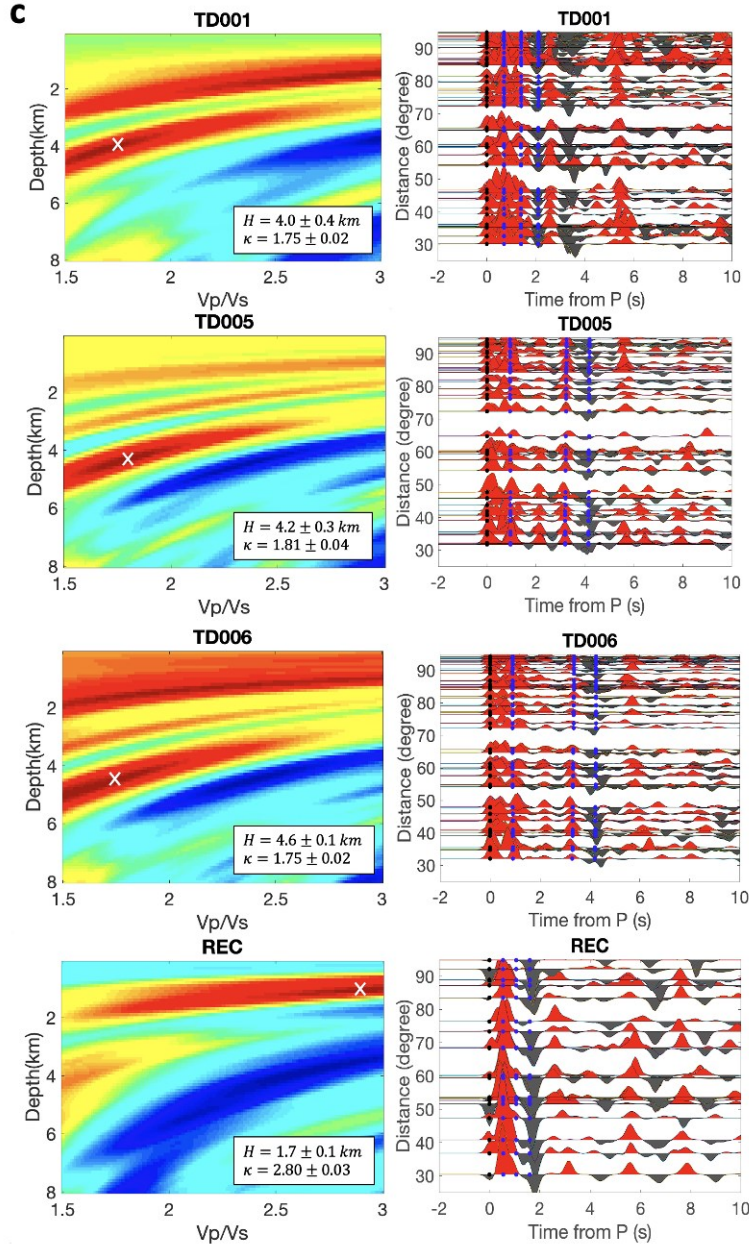 c
TD001
TD001
Depth(km)
2
4
6
8
H = 4.0 ± 0.4 km
κ = 1.75 ± 0.02
1.5 2 2.5 3
Vp/Vs
Distance (degree)
90
80
70
60
50
40
30
-2 0 2 4 6 8 10
Time from P (s)
TD005
TD005
Depth(km)
2
4
6
8
H = 4.2 ± 0.3 km
κ = 1.81 ± 0.04
1.5 2 2.5 3
Vp/Vs
Distance (degree)
90
80
70
60
50
40
30
-2 0 2 4 6 8 10
Time from P (s)
TD006
TD006
Depth(km)
2
4
6
8
H = 4.6 ± 0.1 km
κ = 1.75 ± 0.02
1.5 2 2.5 3
Vp/Vs
Distance (degree)
90
80
70
60
50
40
30
-2 0 2 4 6 8 10
Time from P (s)
REC
REC
Depth(km)
2
4
6
8
H = 1.7 ± 0.1 km
κ = 2.80 ± 0.03
1.5 2 2.5 3
Vp/Vs
Distance (degree)
90
80
70
60
50
40
30
-2 0 2 4 6 8 10
Time from P (s)